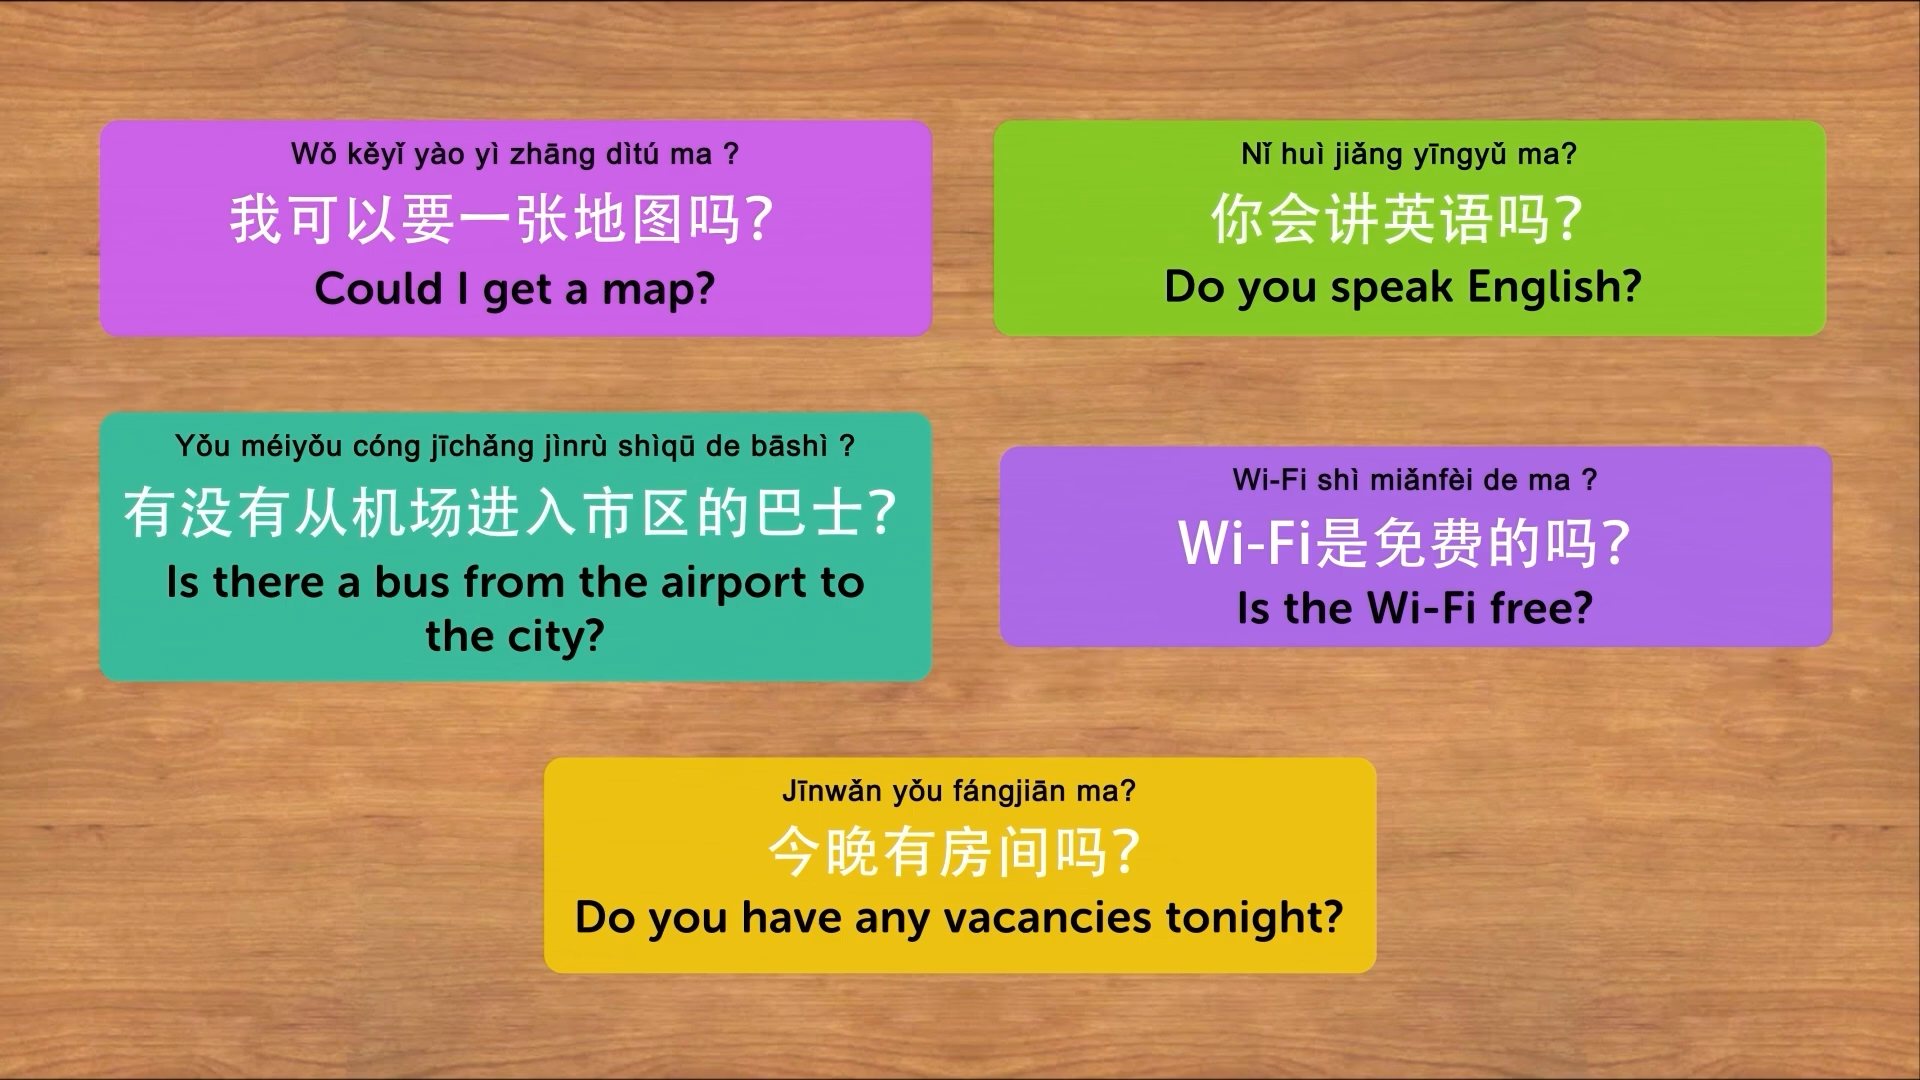 Wǒ kěyǐ yào yì zhāng dìtú ma ?
我可以要一张地图吗？
Could I get a map?
Nǐ huì jiǎng yīngyǔ ma?
你会讲英语吗？
Do you speak English?
Yǒu méiyǒu cóng jīchǎng jìnrù shìqū de bāshì ?
有没有从机场进入市区的巴士？
Is there a bus from the airport to
the city?
Wi-Fi shì miǎnfèi de ma ?
Wi-Fi是免费的吗？
Is the Wi-Fi free?
Jīnwǎn yǒu fángjiān ma?
今晚有房间吗？
Do you have any vacancies tonight?